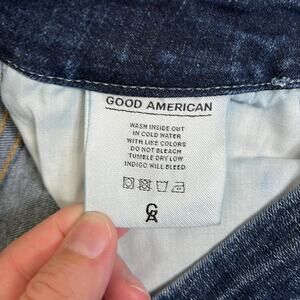 GOOD AMERICAN
WASH INSIDE OUT
IN COLD WATER
WITH LIKE COLORS
DO NOT BLEACH
TUMBLE DRY LOW
INDIGO WILL BLEED
GA